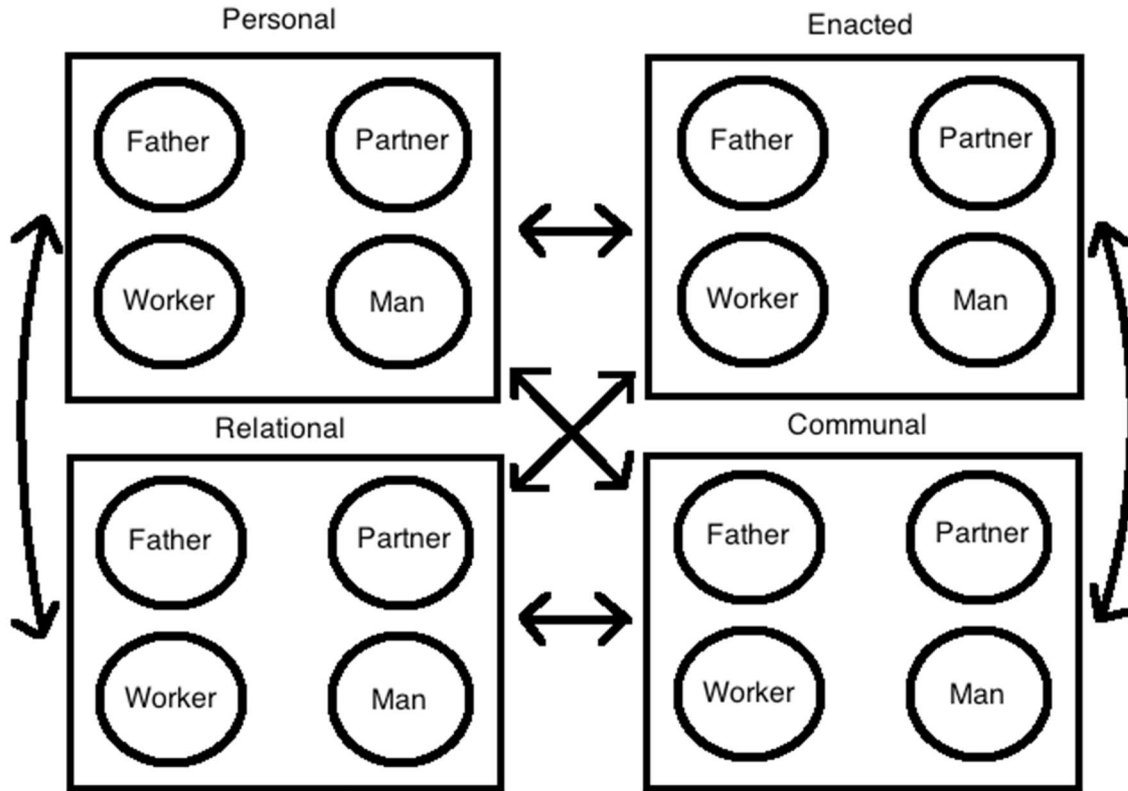 Personal
Enacted
Father
Partner
Worker
Man
Father
Partner
Worker
Man
Relational
Communal
Father
Partner
Worker
Man
Father
Partner
Worker
Man